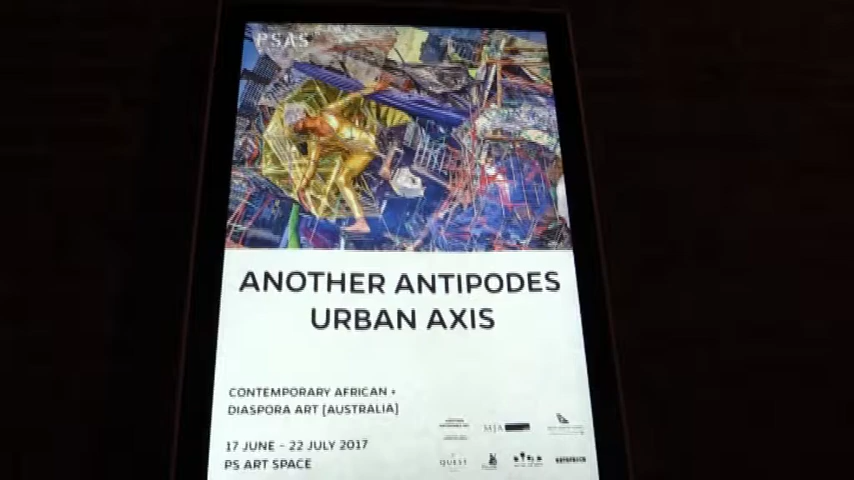 PSAS
ANOTHER ANTIPODES
URBAN AXIS
CONTEMPORARY AFRICAN +
DIASPORA ART [AUSTRALIA]
17 JUNE – 22 JULY 2017
PS ART SPACE
MJA
QUEST